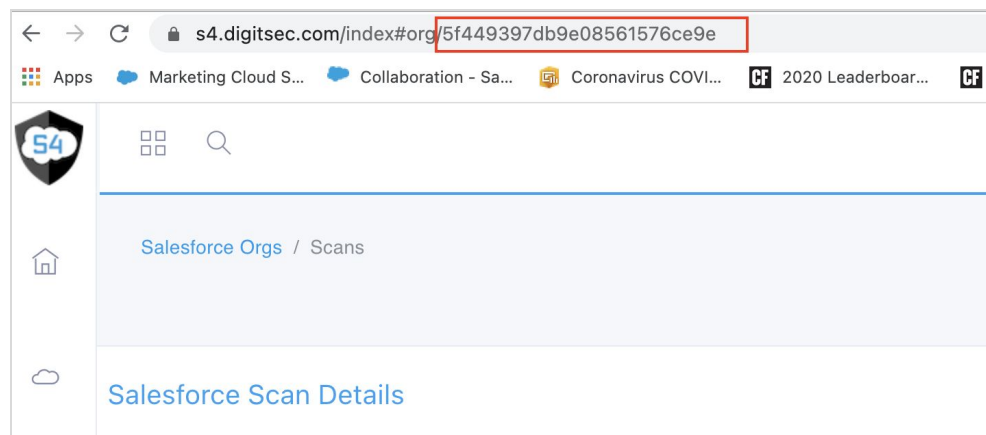 s4.digitsec.com/index#org/5f449397db9e08561576ce9e
Apps Marketing Cloud S... Collaboration - Sa... Coronavirus COVI... CF 2020 Leaderboar... CF
S4
Salesforce Orgs / Scans
Salesforce Scan Details